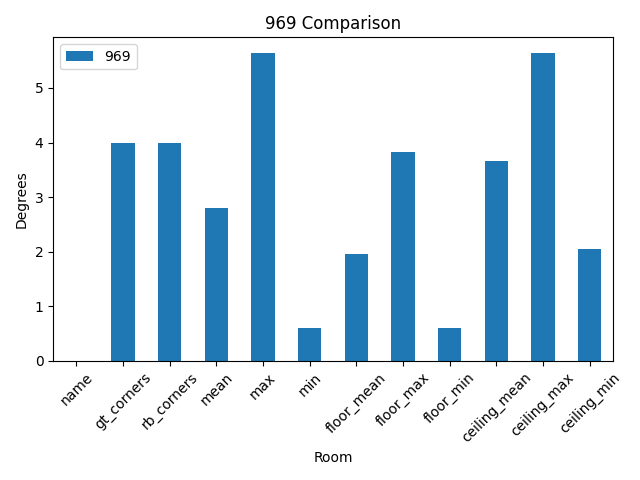 969 Comparison
969
Degrees
5
4
3
2
1
0
name
gt_corners
rb_corners
mean
max
min
floor_mean
floor_max
floor_min
ceiling_mean
ceiling_max
ceiling_min
Room